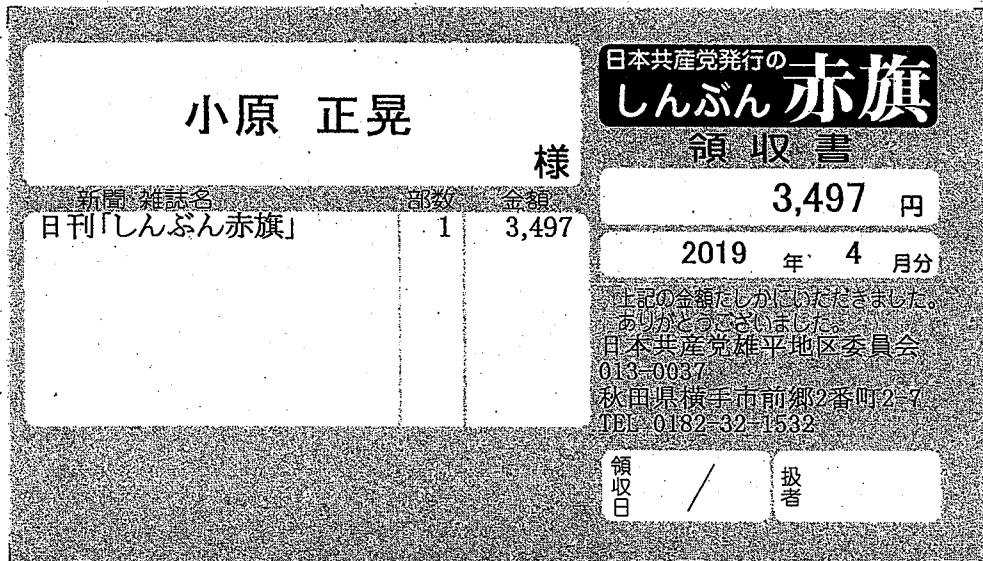 小原 正晃
様
新聞 雑誌名 部数 金額
日刊「しんぶん赤旗」 1 3,497
日本共産党発行の
しんぶん 赤旗
領収書
3,497 円
2019 年 4 月分
上記の金額たしかにいただきました。
ありがとうございました。
日本共産党雄平地区委員会
013-0037
秋田県横手市前郷2番町2-7
TEL 0182-32-1532
領収日 /
扱者